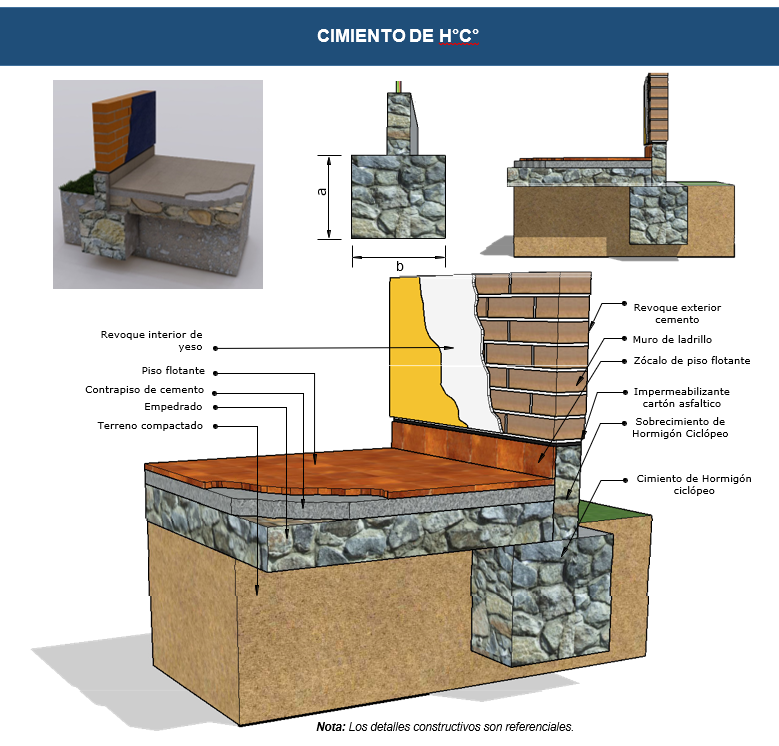 CIMIENTO DE H°C°
a
b
Revoque interior de
yeso
Piso flotante
Contrapiso de cemento
Empedrado
Terreno compactado
Revoque exterior
cemento
Muro de ladrillo
Zócalo de piso flotante
Impermeabilizante
cartón asfaltico
Sobrecimiento de
Hormigón Ciclópeo
Cimiento de Hormigón
ciclópeo
Nota: Los detalles constructivos son referenciales.